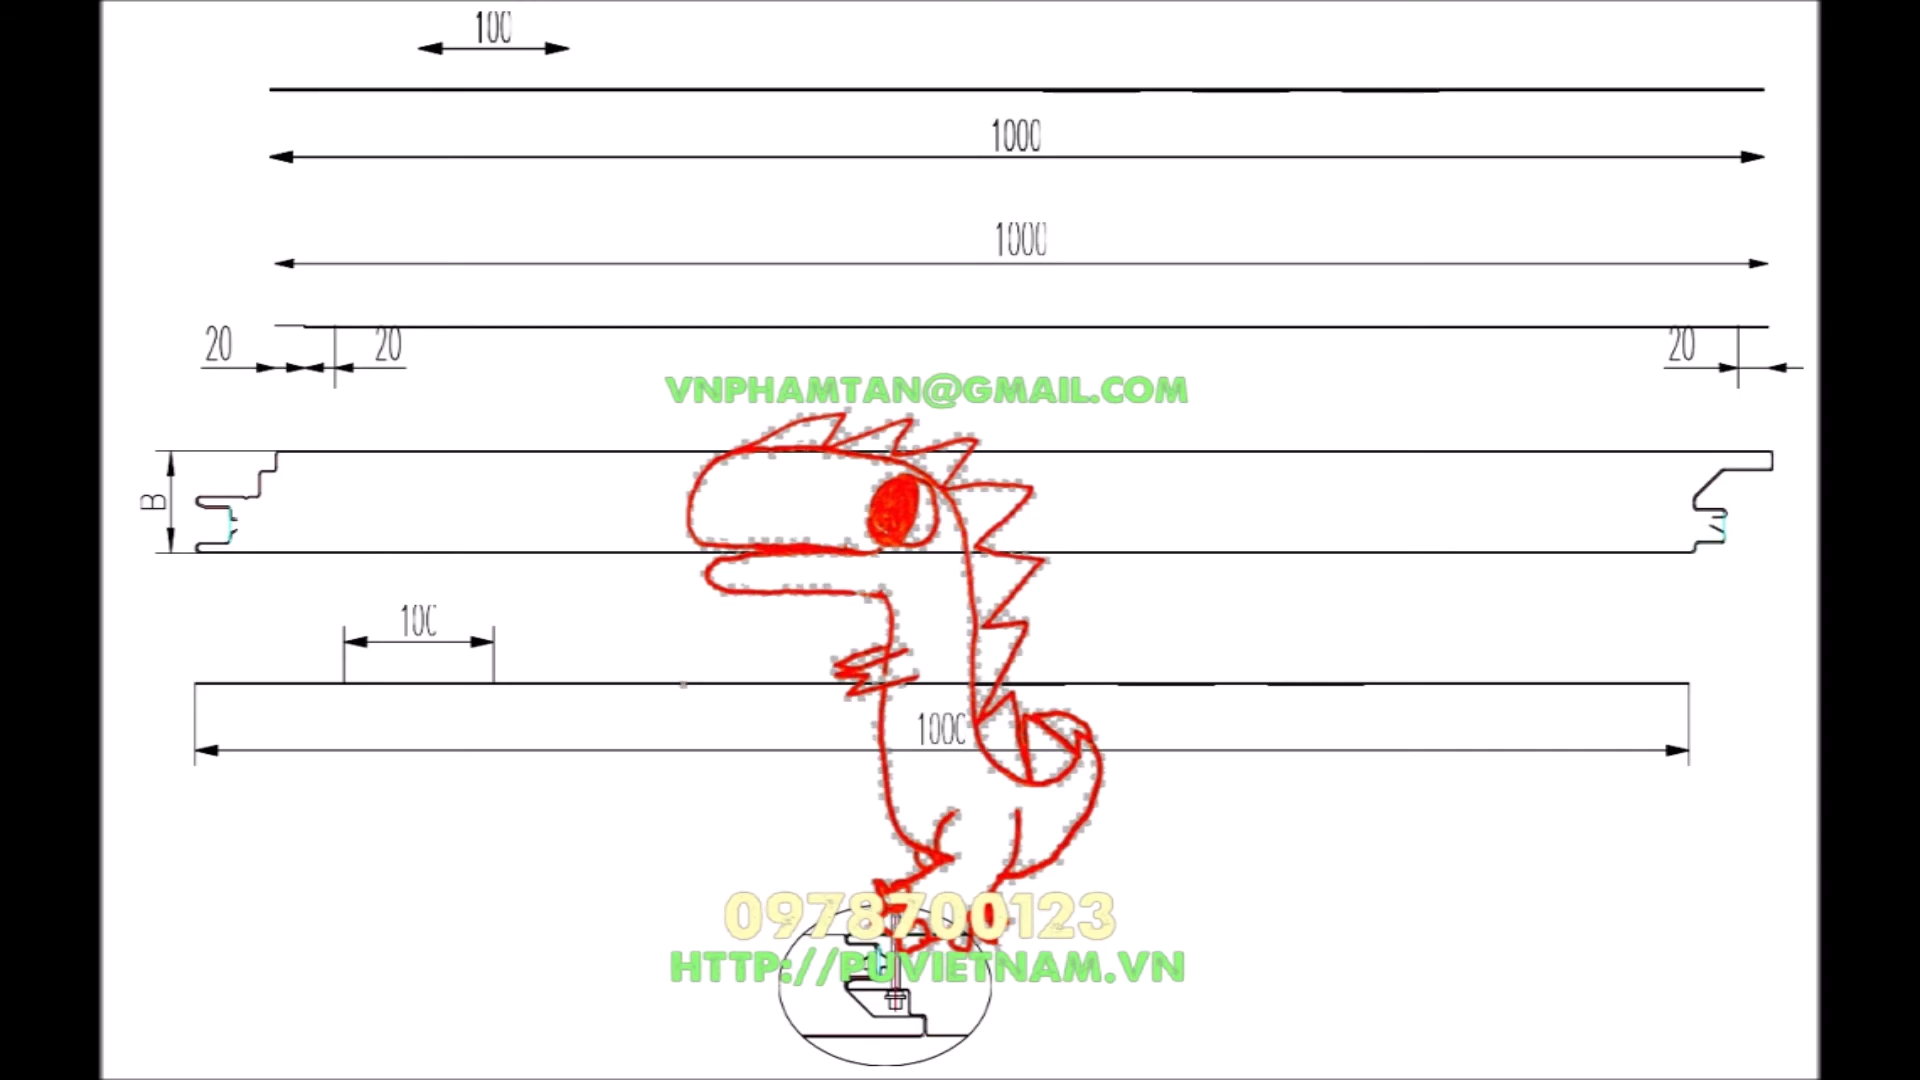 100
1000
1000
20 20 20
VNPHAMTAN@GMAIL.COM
B
100
1000
0978700123
HTTP://PUVIETNAM.VN